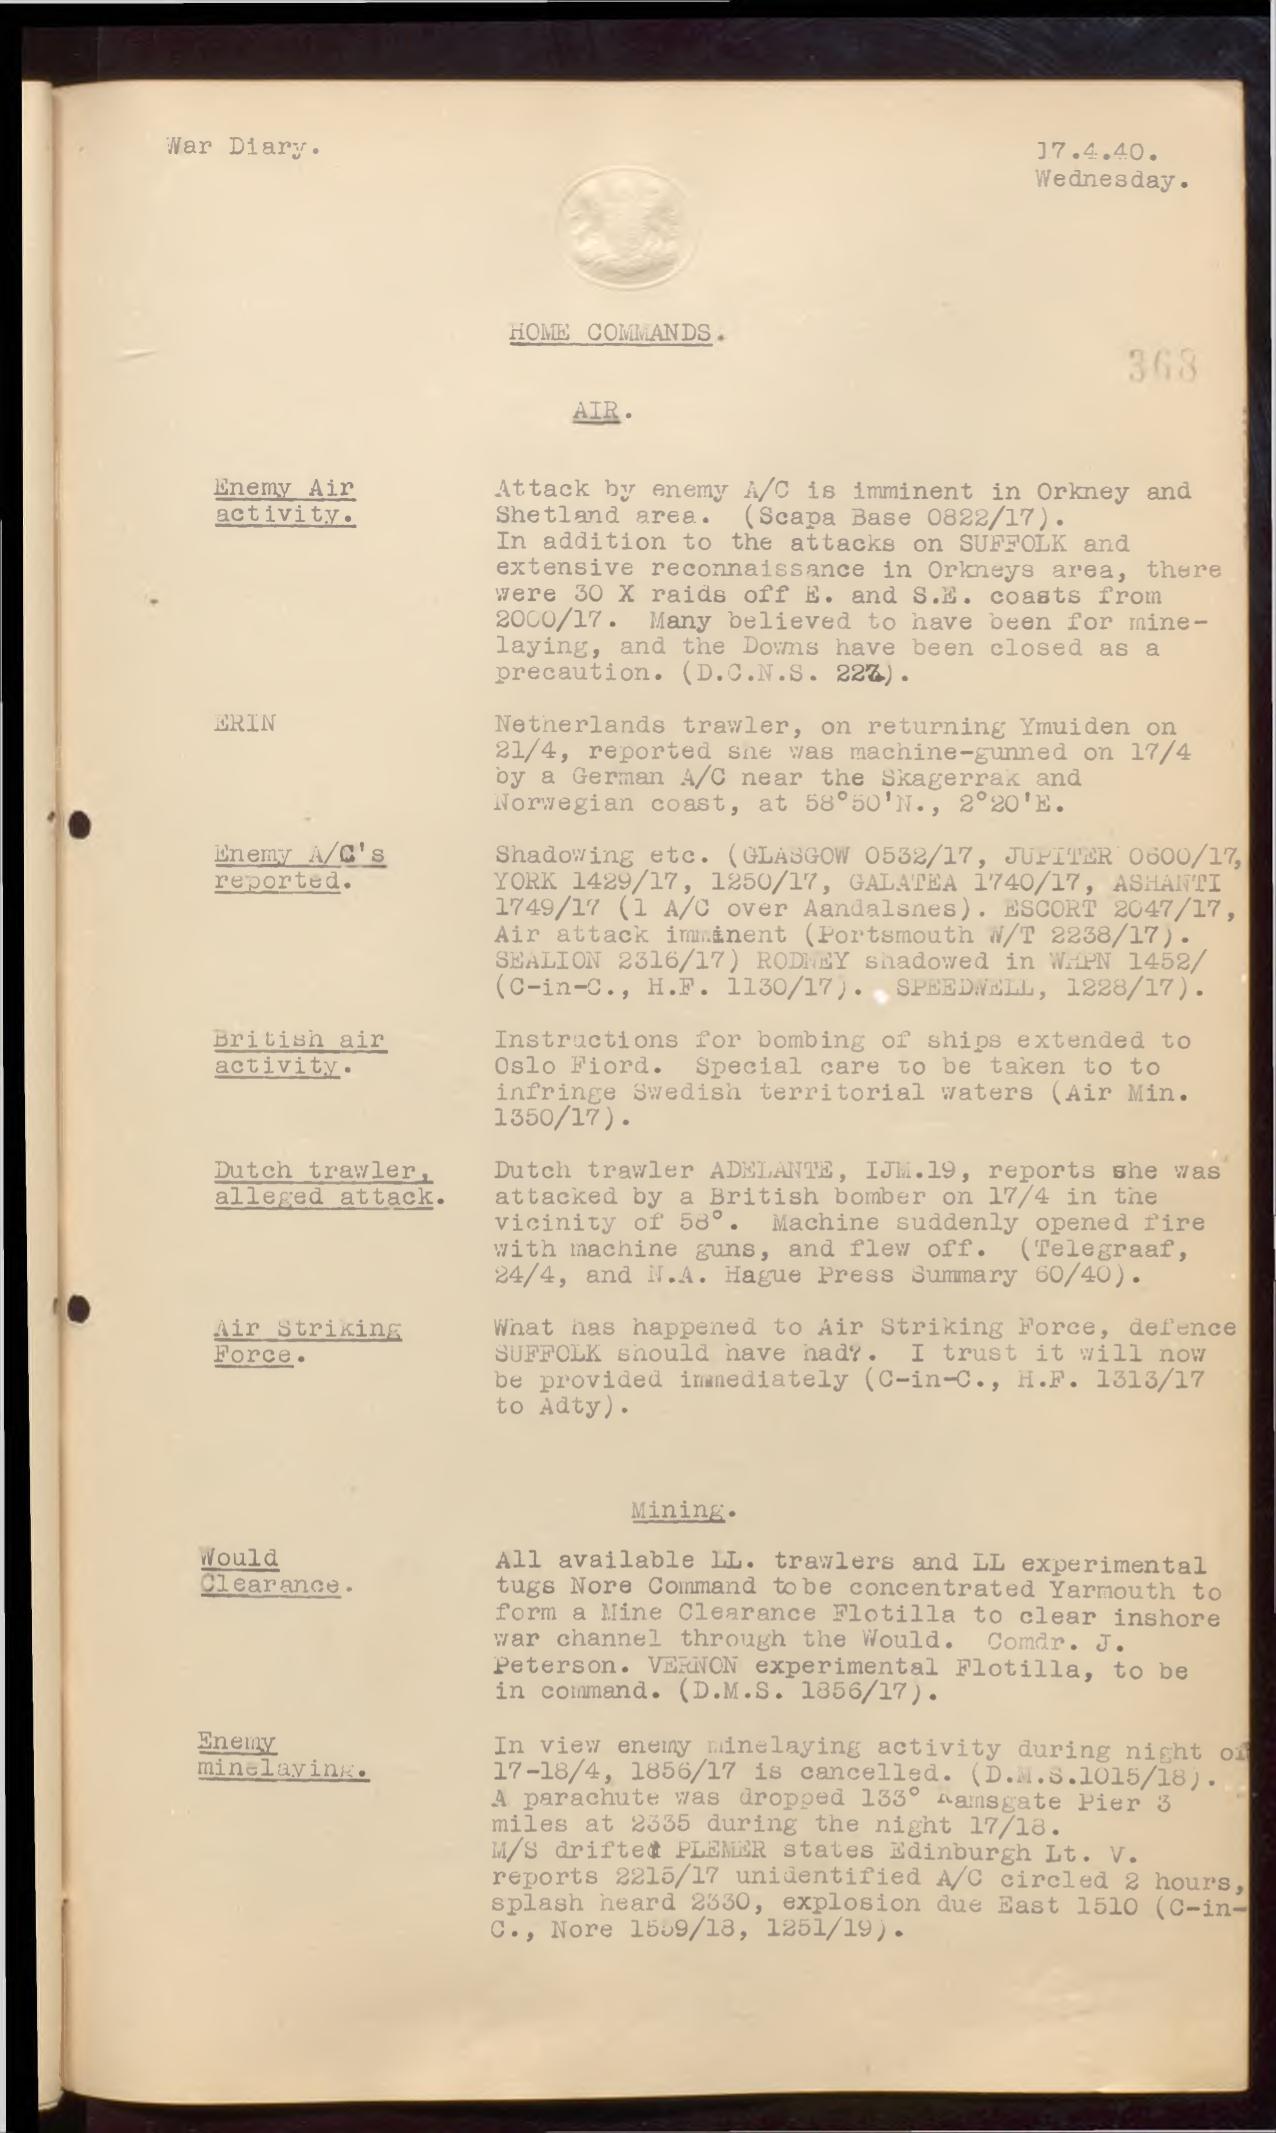 War Diary.
17.4.40.
Wednesday.
HOME COMMANDS.
368
AIR.
Enemy Air
activity.
Attack by enemy A/C is imminent in Orkney and
Shetland area. (Scapa Base 0822/17).
In addition to the attacks on SUFFOLK and
extensive reconnaissance in Orkneys area, there
were 30 X raids off E. and S.E. coasts from
2000/17. Many believed to have been for mine-
laying, and the Downs have been closed as a
precaution. (D.C.N.S. ).
ERIN
Netherlands trawler, on returning Ymuiden on
21/4, reported she was machine-gunned on 17/4
by a German A/C near the Skagerrak and
Norwegian coast, at 58°50'N., 2°20'E.
Enemy A/C's
reported.
Shadowing etc. (GLASGOW 0532/17, JUPITER 0600/17,
YORK 1429/17, 1250/17, GALATEA 1740/17, ASHANTI
1749/17 (1 A/C over Aandalsnes). ESCORT 2047/17,
Air attack imminent (Portsmouth W/T 2238/17).
SEALION 2316/17) RODNEY shadowed in WHPN 1452/
(C-in-C., H.F. 1130/17). SPEEDWELL, 1228/17).
British air
activity.
Instructions for bombing of ships extended to
Oslo Fiord. Special care to be taken to to
infringe Swedish territorial waters (Air Min.
1350/17).
Dutch trawler,
alleged attack.
Dutch trawler ADELANTE, IJM.19, reports she was
attacked by a British bomber on 17/4 in the
vicinity of 58°. Machine suddenly opened fire
with machine guns, and flew off. (Telegraaf,
24/4, and N.A. Hague Press Summary 60/40).
Air Striking
Force.
What has happened to Air Striking Force, defence
SUFFOLK should have had?. I trust it will now
be provided immediately (C-in-C., H.F. 1313/17
to Adty).
Mining.
Would
Clearance.
All available LL. trawlers and LL experimental
tugs Nore Command tobe concentrated Yarmouth to
form a Mine Clearance Flotilla to clear inshore
war channel through the Would. Comdr. J.
Peterson. VERNON experimental Flotilla, to be
in command. (D.M.S. 1856/17).
Enemy
minelaying.
In view enemy minelaying activity during night of
17-18/4, 1856/17 is cancelled. (D.M.S.1015/18).
A parachute was dropped 133° Ramsgate Pier 3
miles at 2335 during the night 17/18.
M/S drifter PLEMER states Edinburgh Lt. V.
reports 2215/17 unidentified A/C circled 2 hours,
splash heard 2330, explosion due East 1510 (C-in-
C., Nore 1559/18, 1251/19).